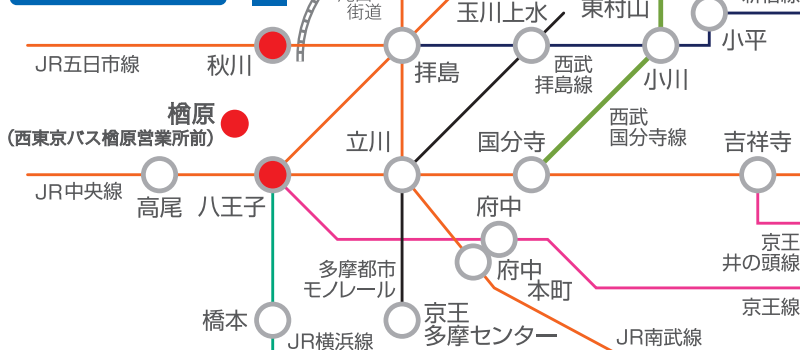 街道
玉川上水
東村山
小平
JR五日市線
秋川
拝島
西武
拝島線
小川
楢原
（西東京バス楢原営業所前）
立川
国分寺
西武
国分寺線
吉祥寺
JR中央線
高尾
八王子
府中
京王
井の頭線
多摩都市
モノレール
府中
本町
京王線
橋本
JR横浜線
京王
多摩センター
JR南武線